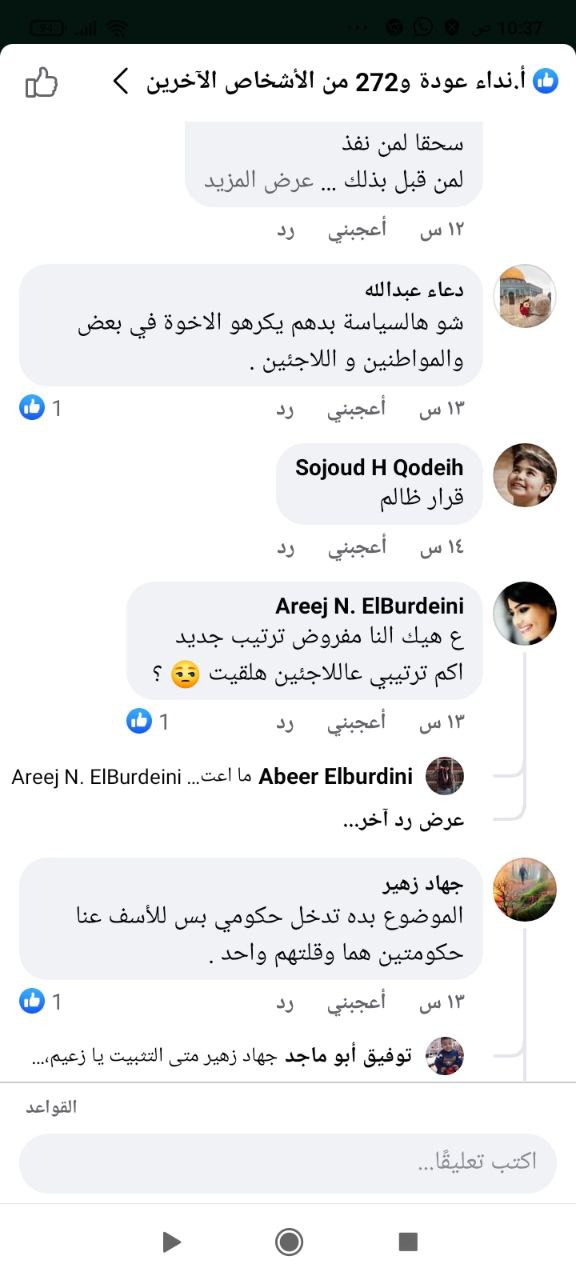 10:37 ص
94
أ.نداء عودة و272 من الأشخاص الآخرين
سحقا لمن نفذ
لمن قبل بذلك ... عرض المزيد
١٢ س أعجبني رد
دعاء عبدالله
شو هالسياسة بدهم يكرهو الاخوة في بعض
والمواطنين و اللاجئين .
١٣ س أعجبني رد 1
Sojoud H Qodeih
قرار ظالم
١٤ س أعجبني رد
Areej N. ElBurdeini
ع هيك النا مفروض ترتيب جديد
اكم ترتيبي عاللاجئين هلقيت 😒 ؟
١٣ س أعجبني رد 1
Abeer Elburdini ما اعت... Areej N. ElBurdeini
عرض رد آخر...
جهاد زهير
الموضوع بده تدخل حكومي بس للأسف عنا
حكومتين هما وقلتهم واحد .
١٣ س أعجبني رد 1
توفيق أبو ماجد جهاد زهير متى التثبيت يا زعيم،...
القواعد
اكتب تعليقًا...